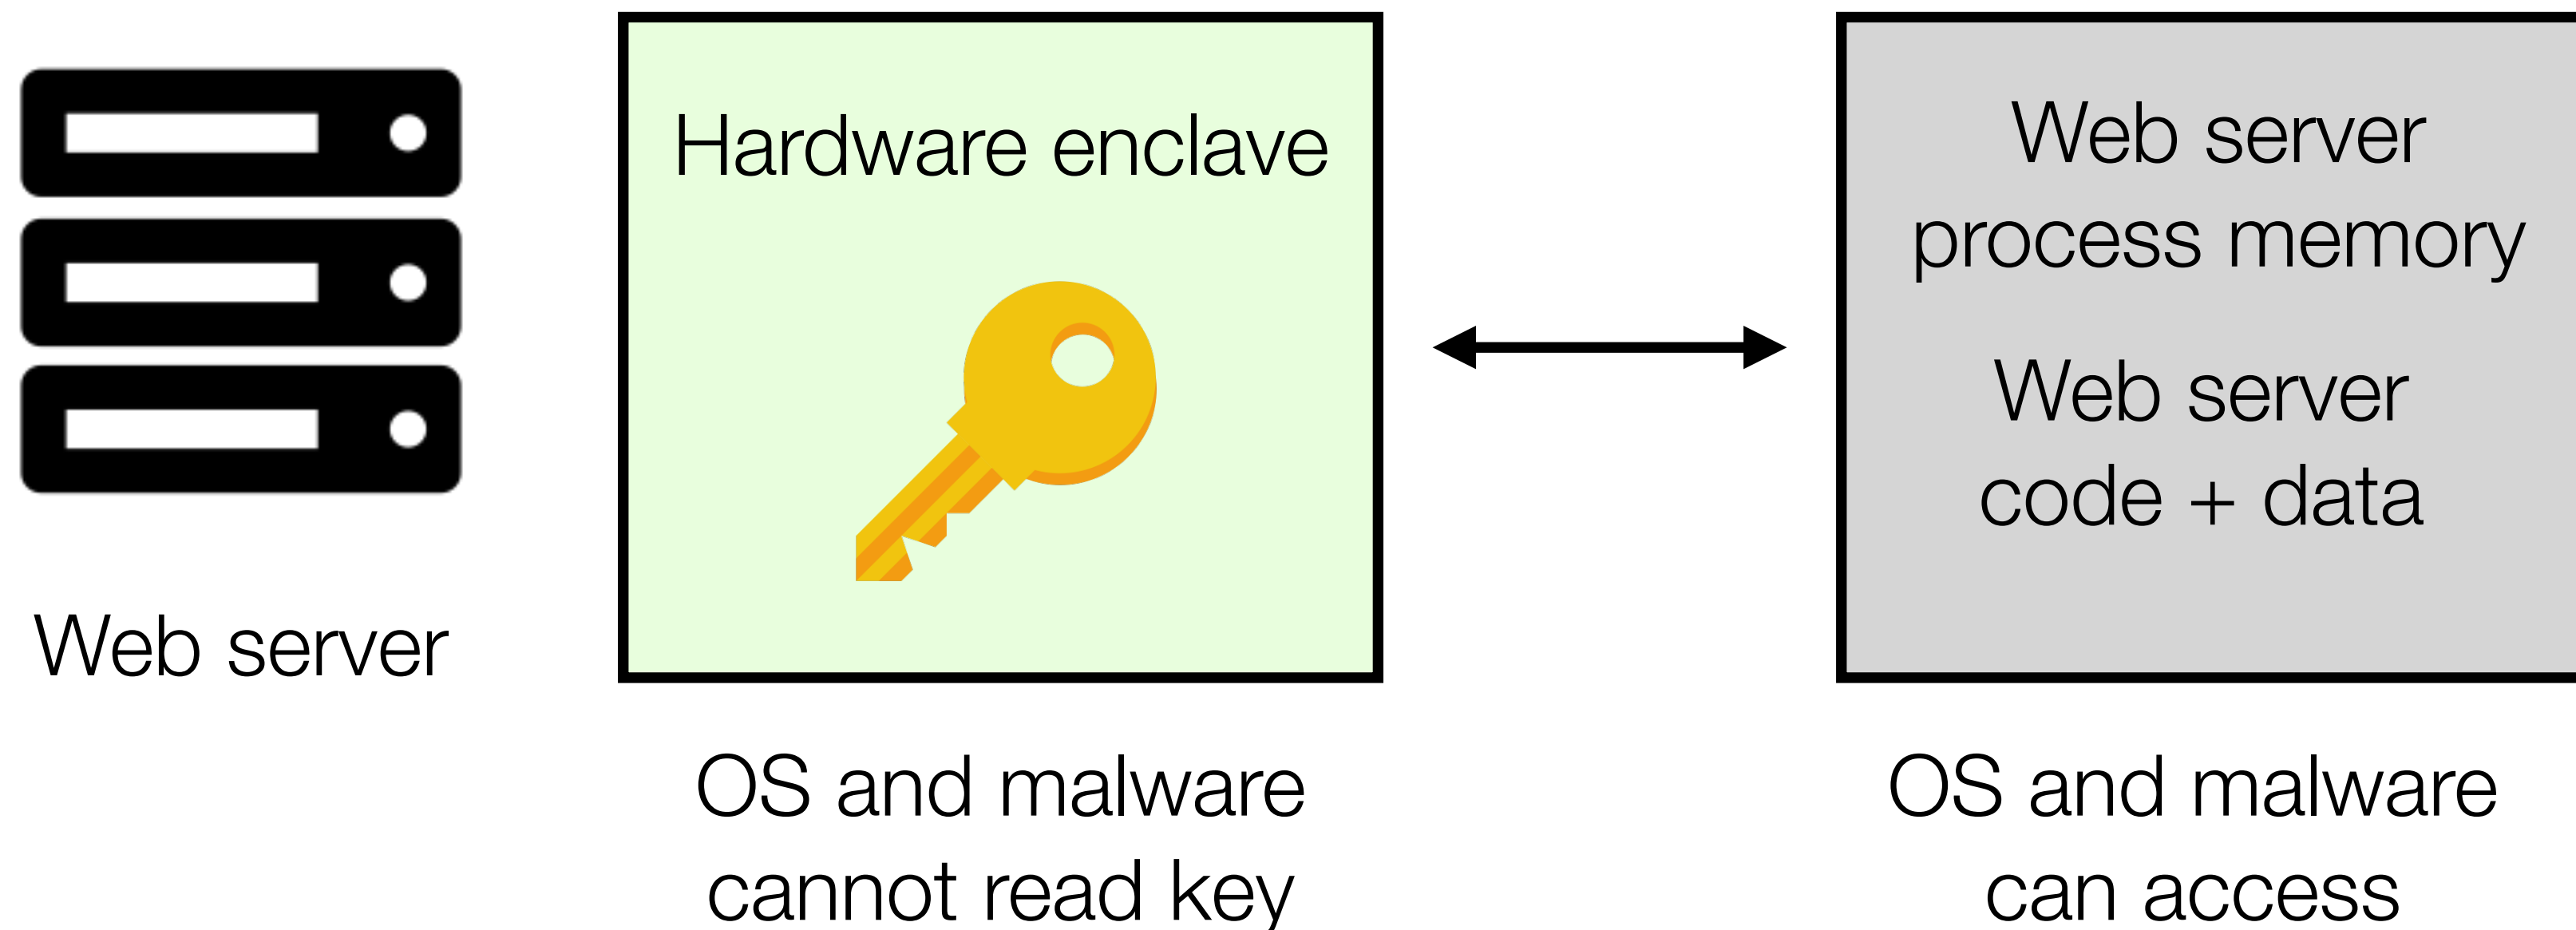 Web server
Hardware enclave
OS and malware
cannot read key
Web server
process memory
Web server
code + data
OS and malware
can access